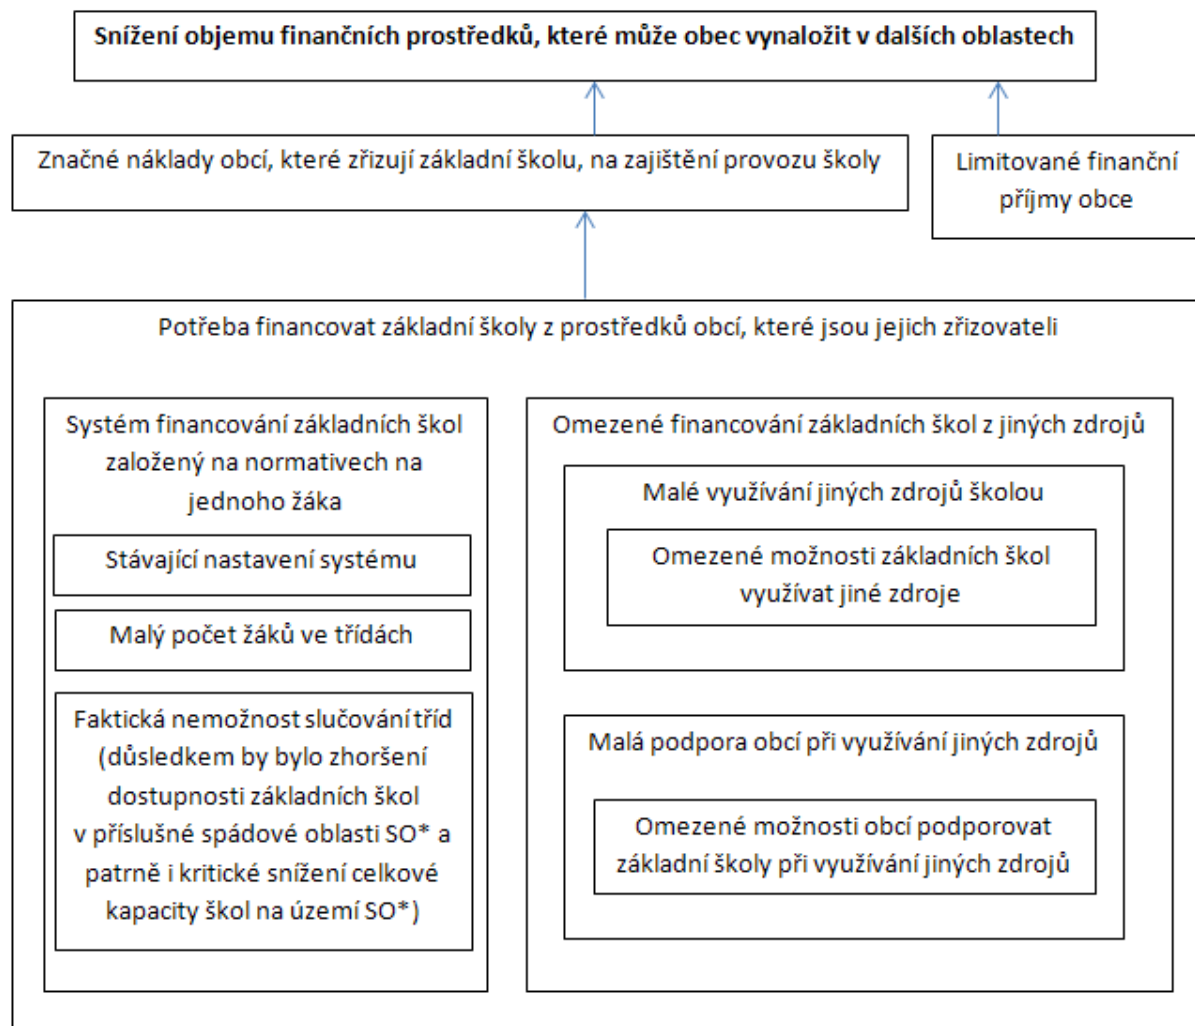 Snížení objemu finančních prostředků, které může obec vynaložit v dalších oblastech
Značné náklady obcí, které zřizují základní školu, na zajištění provozu školy
Limitované finanční
příjmy obce
Potřeba financovat základní školy z prostředků obcí, které jsou jejich zřizovateli
Systém financování základních škol
založený na normativech na
jednoho žáka
Stávající nastavení systému
Malý počet žáků ve třídách
Faktická nemožnost slučování tříd
(důsledkem by bylo zhoršení
dostupnosti základních škol
v příslušné spádové oblasti SO* a
patrně i kritické snížení celkové
kapacity škol na území SO*)
Omezené financování základních škol z jiných zdrojů
Malé využívání jiných zdrojů školou
Omezené možnosti základních škol
využívat jiné zdroje
Malá podpora obcí při využívání jiných zdrojů
Omezené možnosti obcí podporovat
základní školy při využívání jiných zdrojů